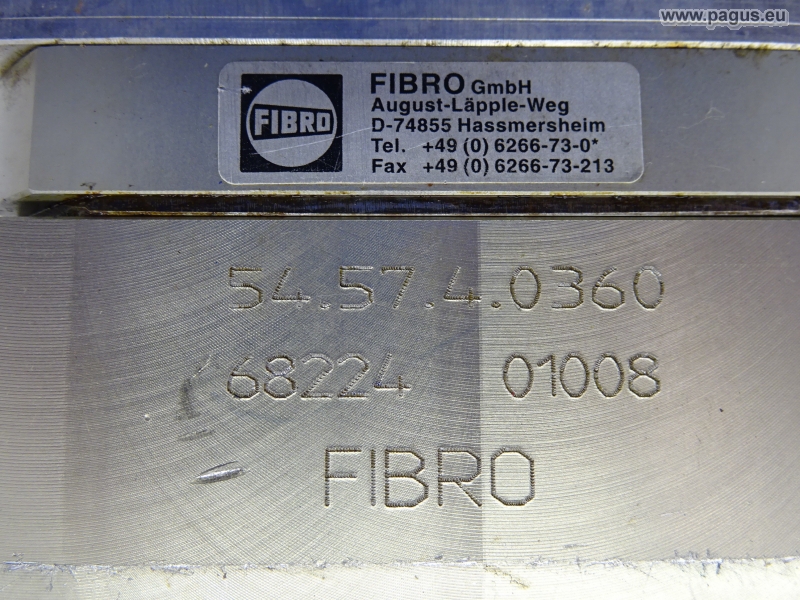 www.pagus.eu
FIBRO
FIBRO GmbH
August-Läpple-Weg
D-74855 Hassmersheim
Tel. +49 (0) 6266-73-0*
Fax +49 (0) 6266-73-213
54.57.4.0360
68224 01008
FIBRO